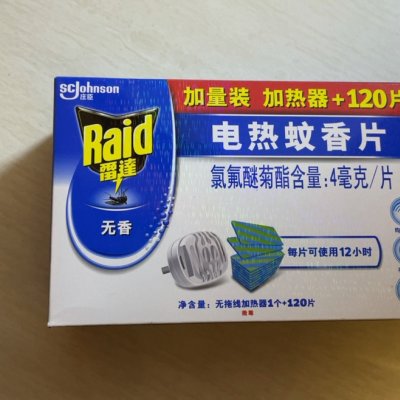 SCJohnson
庄臣
加量装 加热器+120片
Raid
雷達
电热蚊香片
氯氟醚菊酯含量:4毫克/片
无香
每片可使用12小时
净含量: 无拖线加热器1个+120片
微毒